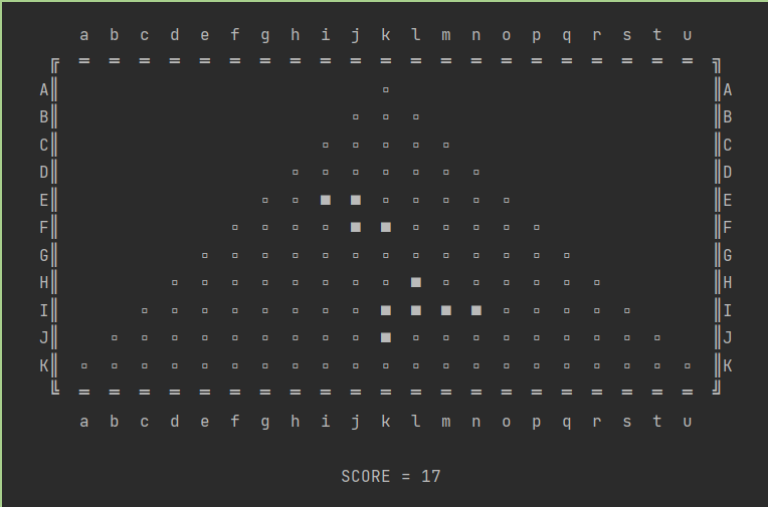 a b c d e f g h i j k l m n o p q r s t u
╔ = = = = = = = = = = = = = = = = = = = = = ╗
A║ ▫ ║A
B║ ▫ ▫ ▫ ║B
C║ ▫ ▫ ▫ ▫ ▫ ║C
D║ ▫ ▫ ▫ ▫ ▫ ▫ ▫ ║D
E║ ▫ ▫ ■ ■ ▫ ▫ ▫ ▫ ▫ ║E
F║ ▫ ▫ ▫ ▫ ■ ■ ▫ ▫ ▫ ▫ ▫ ║F
G║ ▫ ▫ ▫ ▫ ▫ ▫ ▫ ▫ ▫ ▫ ▫ ▫ ▫ ║G
H║ ▫ ▫ ▫ ▫ ▫ ▫ ▫ ▫ ■ ▫ ▫ ▫ ▫ ▫ ▫ ║H
I║ ▫ ▫ ▫ ▫ ▫ ▫ ▫ ▫ ■ ■ ■ ■ ▫ ▫ ▫ ▫ ▫ ║I
J║ ▫ ▫ ▫ ▫ ▫ ▫ ▫ ▫ ▫ ■ ▫ ▫ ▫ ▫ ▫ ▫ ▫ ▫ ▫ ║J
K║ ▫ ▫ ▫ ▫ ▫ ▫ ▫ ▫ ▫ ▫ ▫ ▫ ▫ ▫ ▫ ▫ ▫ ▫ ▫ ▫ ▫ ║K
╚ = = = = = = = = = = = = = = = = = = = = = ╝
a b c d e f g h i j k l m n o p q r s t u
SCORE = 17